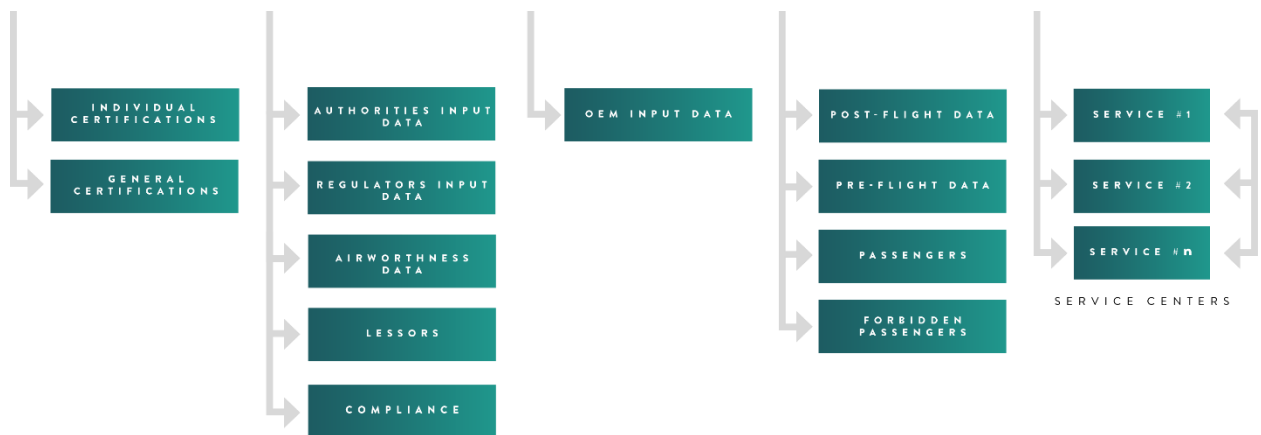 INDIVIDUAL
CERTIFICATIONS
GENERAL
CERTIFICATIONS
AUTHORITIES INPUT
DATA
REGULATORS INPUT
DATA
AIRWORTHNESS
DATA
LESSORS
COMPLIANCE
OEM INPUT DATA
POST-FLIGHT DATA
PRE-FLIGHT DATA
PASSENGERS
FORBIDDEN
PASSENGERS
SERVICE #1
SERVICE #2
SERVICE #n
SERVICE CENTERS